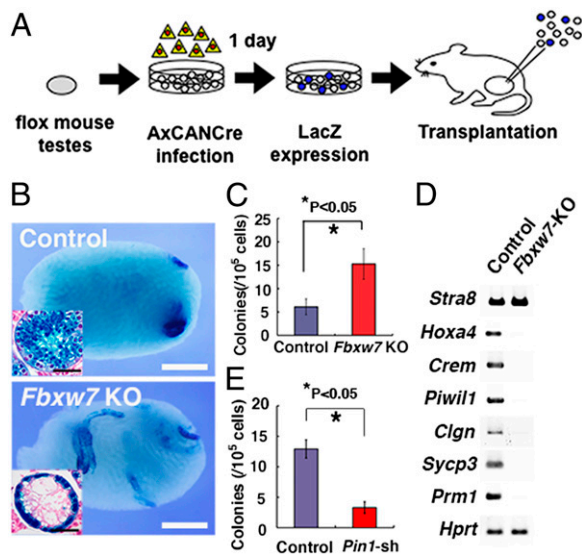 A
1 day
flox mouse
testes
AxCANCre
infection
LacZ
expression
Transplantation
B
Control
Fbxw7 KO
C
*P<0.05
*
Colonies(/10⁵ cells)
25
20
15
10
5
0
Control Fbxw7 KO
D
Control
Fbxw7-KO
Stra8
Hoxa4
Crem
Piwil1
Clgn
Sycp3
Prm1
Hprt
E
*P<0.05
*
Colonies (/10⁵ cells)
20
15
10
5
0
Control Pin1-sh